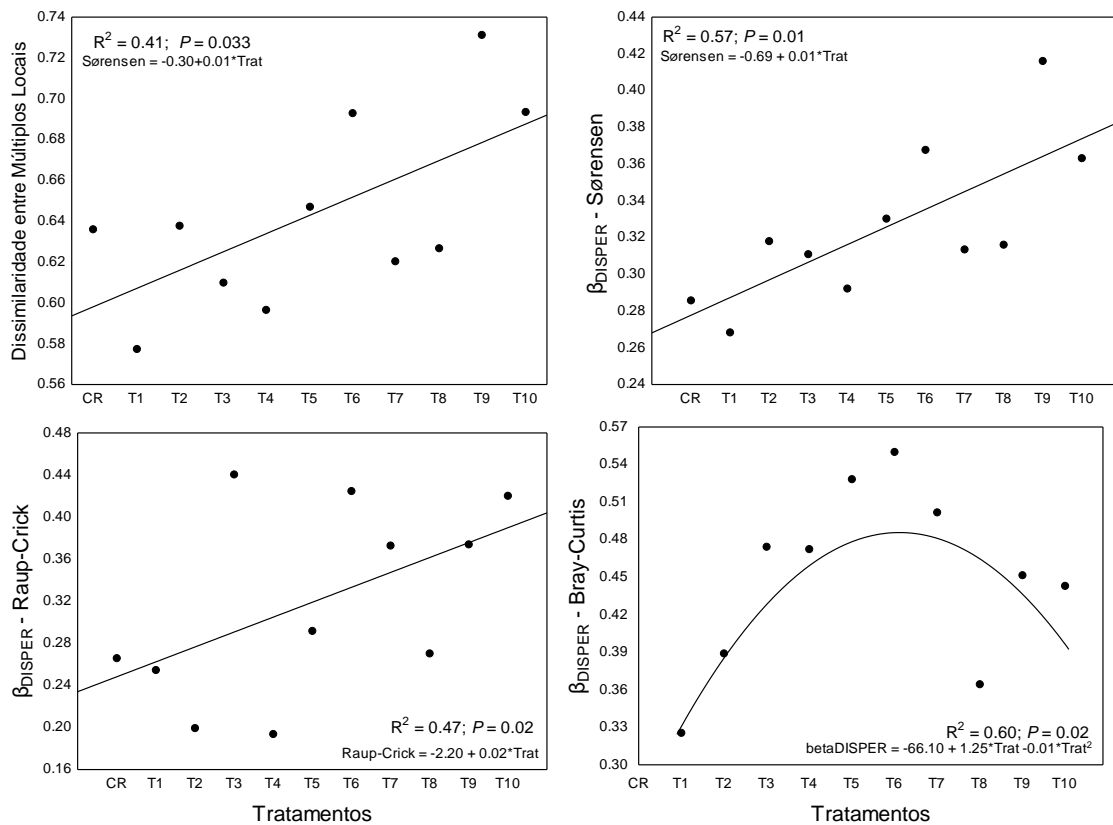 Dissimilaridade entre Múltiplos Locais
0.74
0.72
0.70
0.68
0.66
0.64
0.62
0.60
0.58
0.56
R² = 0.41; P = 0.033
Sørensen = -0.30+0.01*Trat
CR T1 T2 T3 T4 T5 T6 T7 T8 T9 T10
βDISPER - Sørensen
0.44
0.42
0.40
0.38
0.36
0.34
0.32
0.30
0.28
0.26
0.24
R² = 0.57; P = 0.01
Sørensen = -0.69 + 0.01*Trat
CR T1 T2 T3 T4 T5 T6 T7 T8 T9 T10
βDISPER - Raup-Crick
0.48
0.44
0.40
0.36
0.32
0.28
0.24
0.20
0.16
R² = 0.47; P = 0.02
Raup-Crick = -2.20 + 0.02*Trat
CR T1 T2 T3 T4 T5 T6 T7 T8 T9 T10
Tratamentos
βDISPER - Bray-Curtis
0.57
0.54
0.51
0.48
0.45
0.42
0.39
0.36
0.33
0.30
R² = 0.60; P = 0.02
betaDISPER = -66.10 + 1.25*Trat -0.01*Trat²
CR T1 T2 T3 T4 T5 T6 T7 T8 T9 T10
Tratamentos